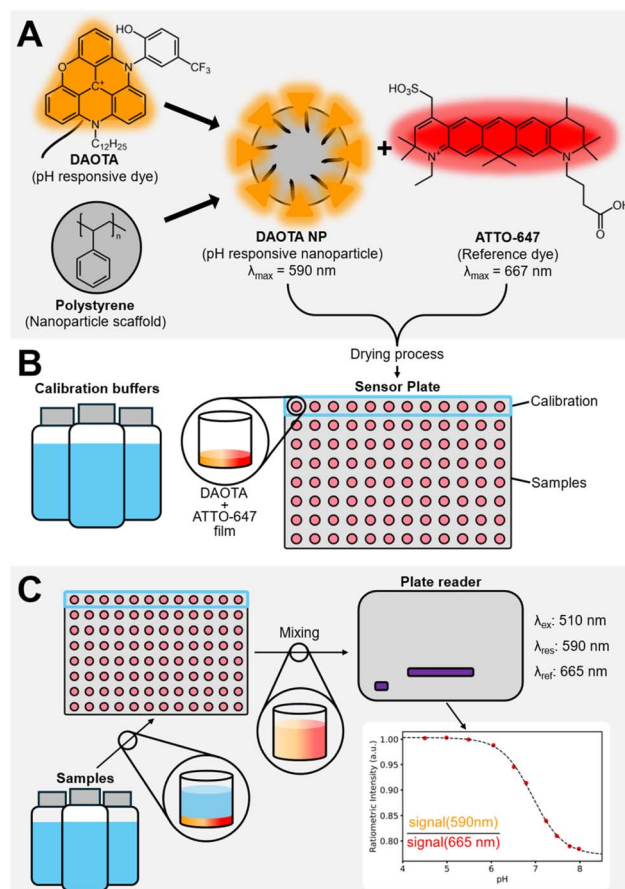 A
HO
CF3
O
C+
N
N
C12H25
DAOTA
(pH responsive dye)
n
Polystyrene
(Nanoparticle scaffold)
DAOTA NP
(pH responsive nanoparticle)
λmax = 590 nm
+
HO3S
N+
N
O
OH
ATTO-647
(Reference dye)
λmax = 667 nm
Drying process
B
Calibration buffers
Sensor Plate
Calibration
Samples
DAOTA
+
ATTO-647
film
C
Mixing
Samples
Plate reader
λex: 510 nm
λres: 590 nm
λref: 665 nm
Ratiometric Intensity (a.u.)
1.00
0.95
0.90
0.85
0.80
signal(590nm)
signal(665 nm)
4 5 6 7 8
pH